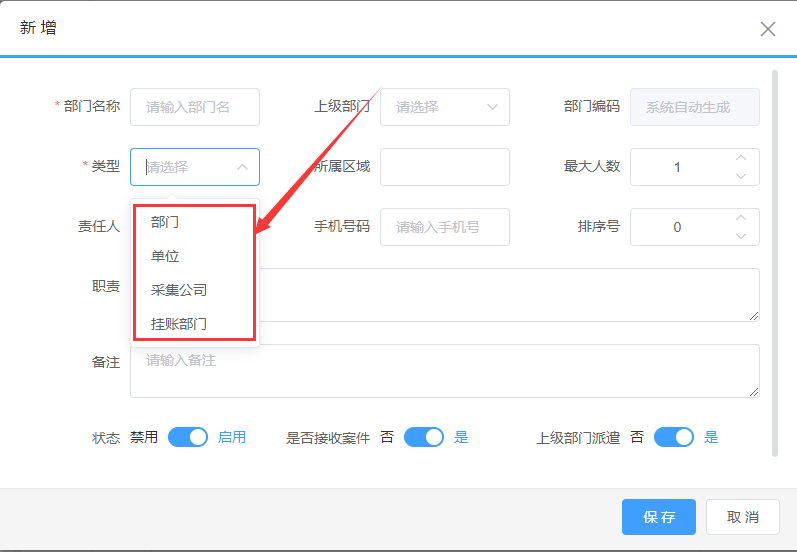 新增
* 部门名称 请输入部门名 上级部门 请选择 部门编码 系统自动生成
* 类型 请选择 所属区域 最大人数 1
责任人 手机号码 请输入手机号 排序号 0
部门
单位
采集公司
挂账部门
职责
备注 请输入备注
状态 禁用 启用 是否接收案件 否 是 上级部门派遣 否 是
保存 取消